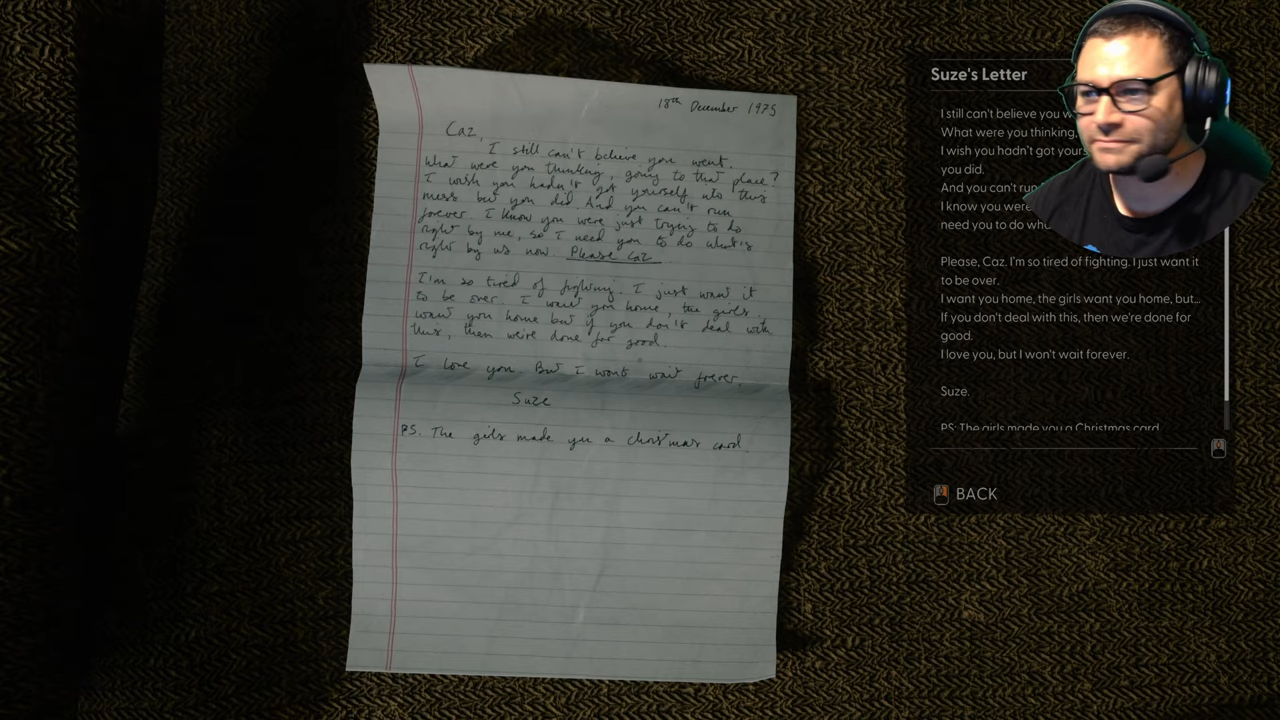 18th December 1975
Caz,
I still can't believe you went.
What were you thinking, going to that place?
I wish you hadn't got yourself into this
mess but you did. And you can't run
forever. I know you were just trying to do
right by me, so I need you to do what's
right by us now. Please Caz
I'm so tired of fighting. I just want it
to be over. I want you home, the girls
want you home but if you don't deal with
this, then we're done for good.
I love you. But I won't wait forever.
Suze
PS. The girls made you a christmas card.
Suze's Letter
I still can't believe you
What were you thinking,
I wish you hadn't got
you did.
And you can't run
I know you were
need you to do
Please, Caz. I'm so tired of fighting. I just want it
to be over.
I want you home, the girls want you home, but...
If you don't deal with this, then we're done for
good.
I love you, but I won't wait forever.
Suze.
PS: The girls made you a Christmas card
BACK